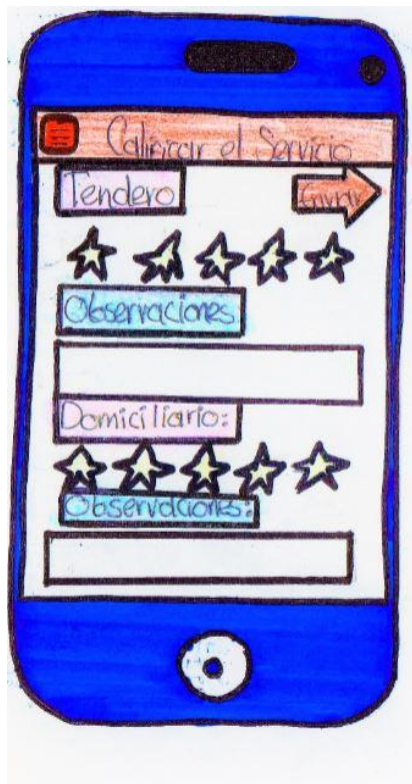 Calificar el Servicio
Tendero
Enviar
Observaciones
Domiciliario:
Observaciones: